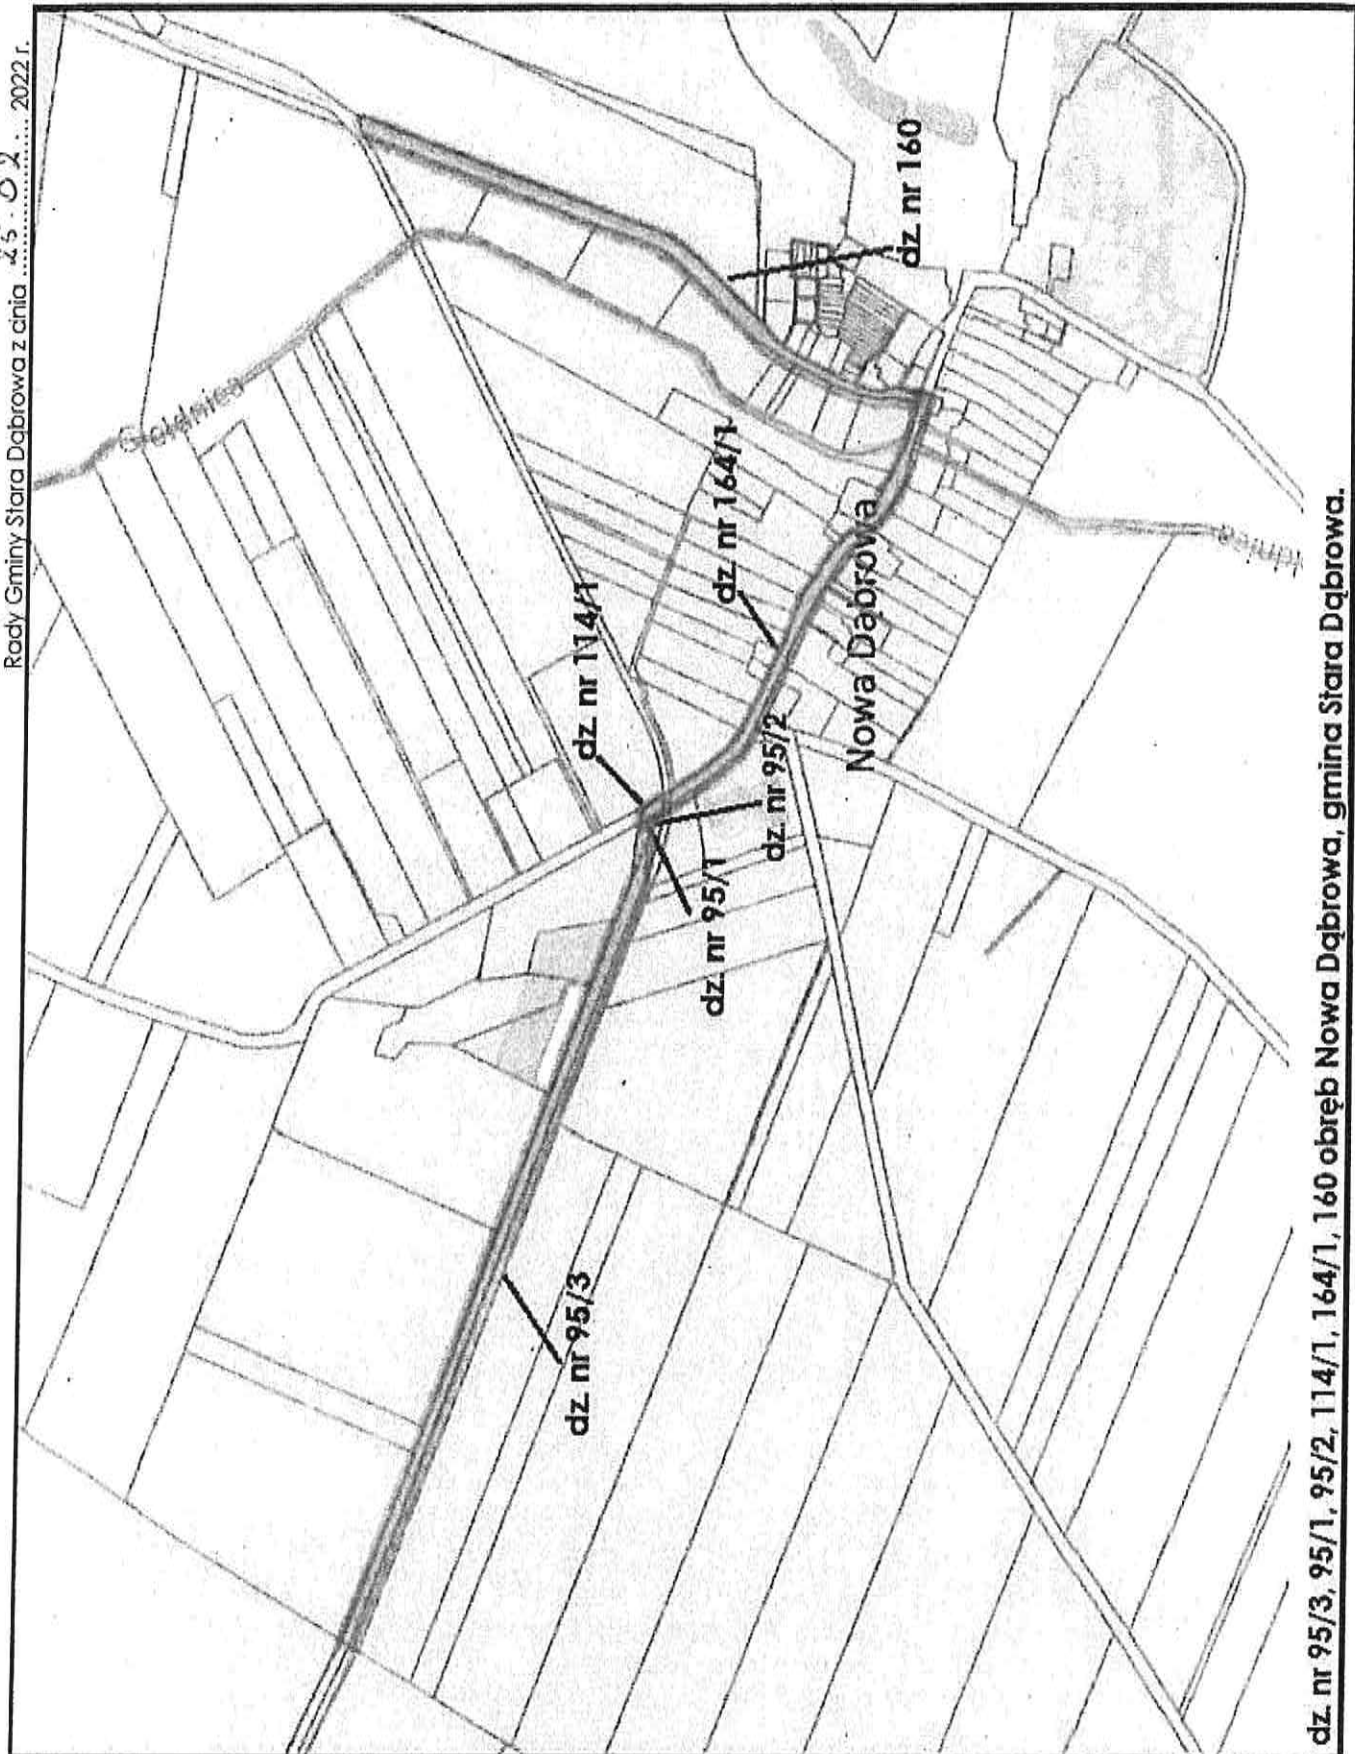 Rady Gminy Stara Dąbrowa z dnia ........ 2022 r.
dz. nr 160
dz. nr 164/1
dz. nr 114/1
Nowa Dąbrowa
dz. nr 95/2
dz. nr 95/1
dz. nr 95/3
dz. nr 95/3, 95/1, 95/2, 114/1, 164/1, 160 obręb Nowa Dąbrowa, gmina Stara Dąbrowa.